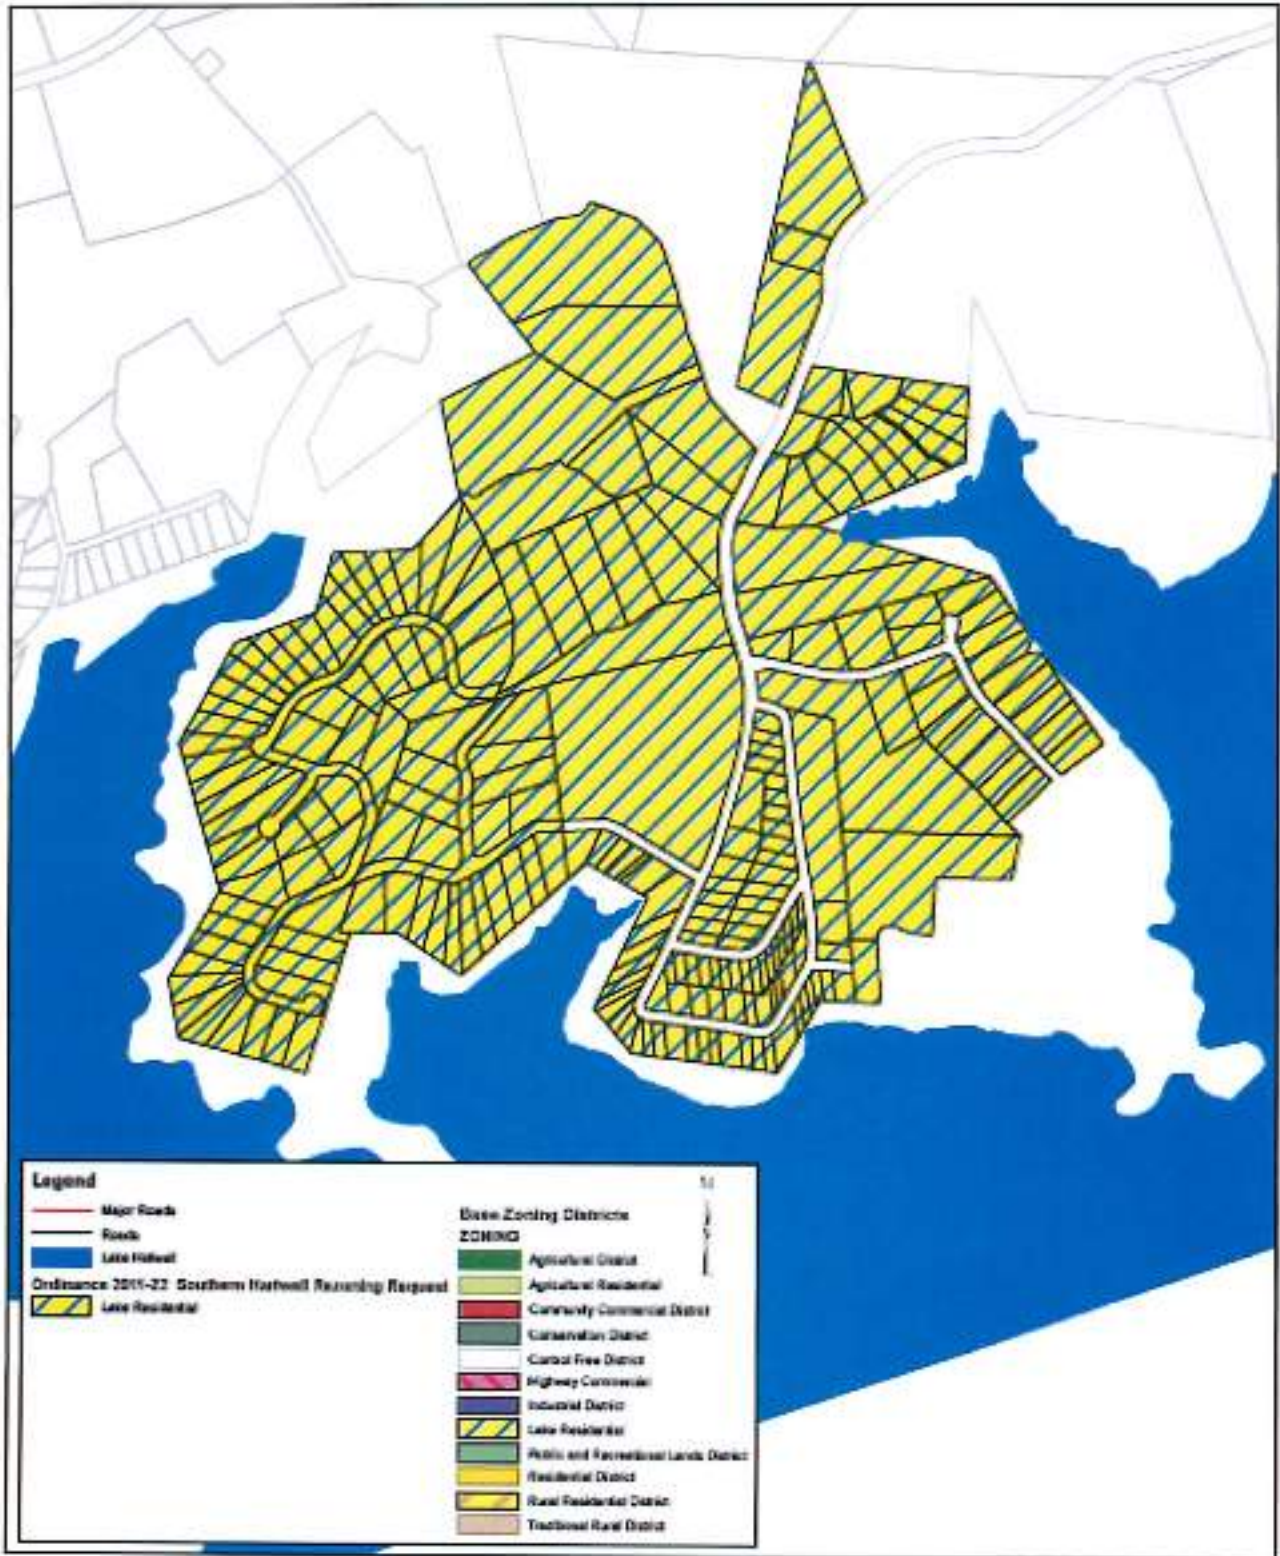 Legend
Major Roads
Roads
Lake Hartwell
Ordinance 2011-22 Southern Hartwell Rezoning Request
Lake Residential
N
Base Zoning Districts
ZONING
Agricultural District
Agricultural Residential
Community Commercial District
Conservation District
Control Free District
Highway Commercial
Industrial District
Lake Residential
Public and Recreational Lands District
Residential District
Rural Residential District
Traditional Rural District